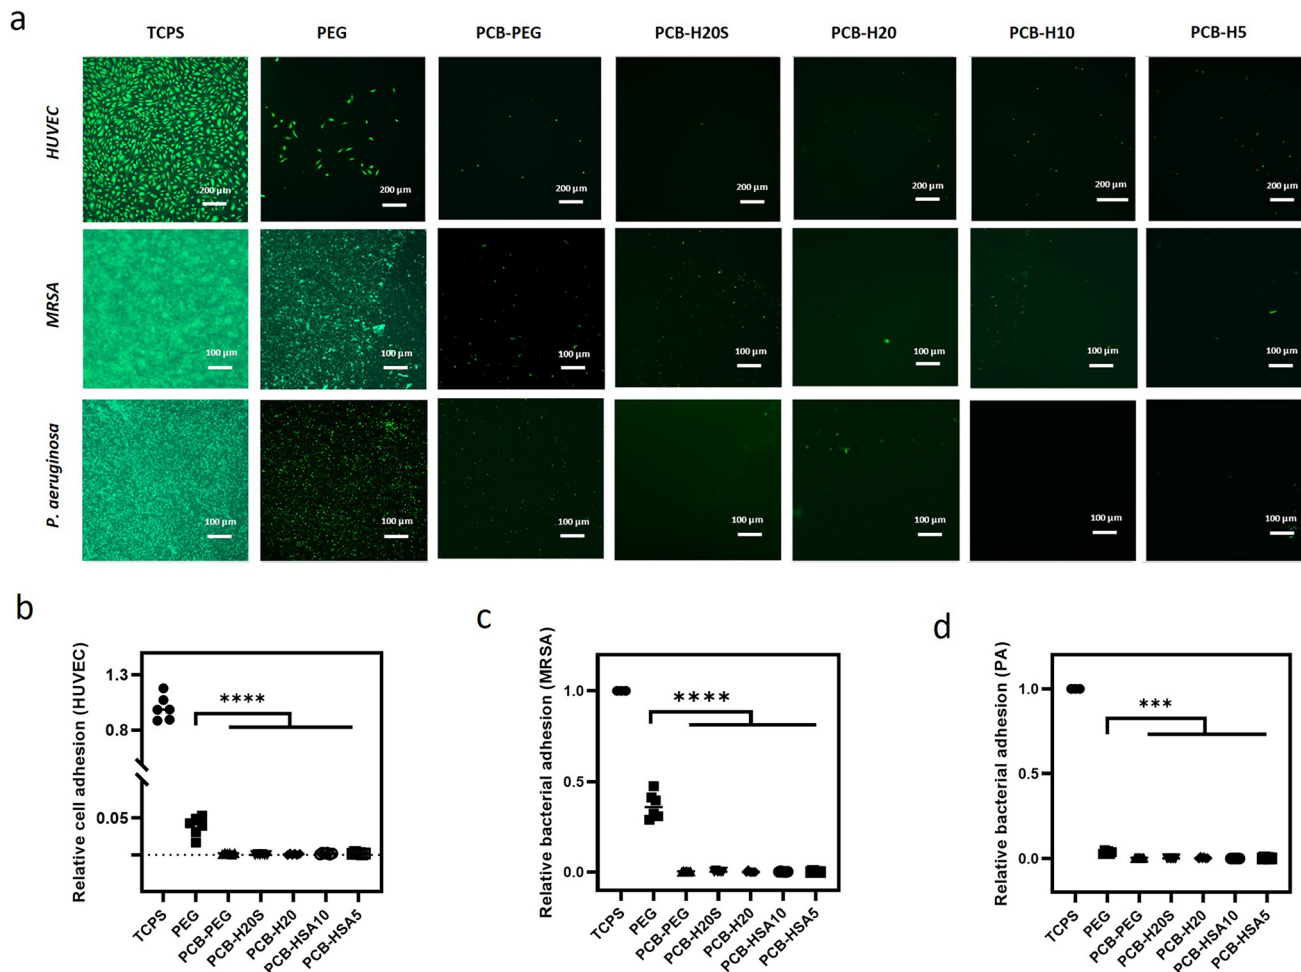 a
TCPS PEG PCB-PEG PCB-H20S PCB-H20 PCB-H10 PCB-H5
HUVEC
200 µm 200 µm 200 µm 200 µm 200 µm 200 µm 200 µm
MRSA
100 µm 100 µm 100 µm 100 µm 100 µm 100 µm 100 µm
P. aeruginosa
100 µm 100 µm 100 µm 100 µm 100 µm 100 µm 100 µm
b
Relative cell adhesion (HUVEC)
1.3
0.8
0.05
****
TCPS PEG PCB-PEG PCB-H20S PCB-H20 PCB-HSA10 PCB-HSA5
c
Relative bacterial adhesion (MRSA)
1.0
0.5
0.0
****
TCPS PEG PCB-PEG PCB-H20S PCB-H20 PCB-HSA10 PCB-HSA5
d
Relative bacterial adhesion (PA)
1.0
0.5
0.0
***
TCPS PEG PCB-PEG PCB-H20S PCB-H20 PCB-HSA10 PCB-HSA5